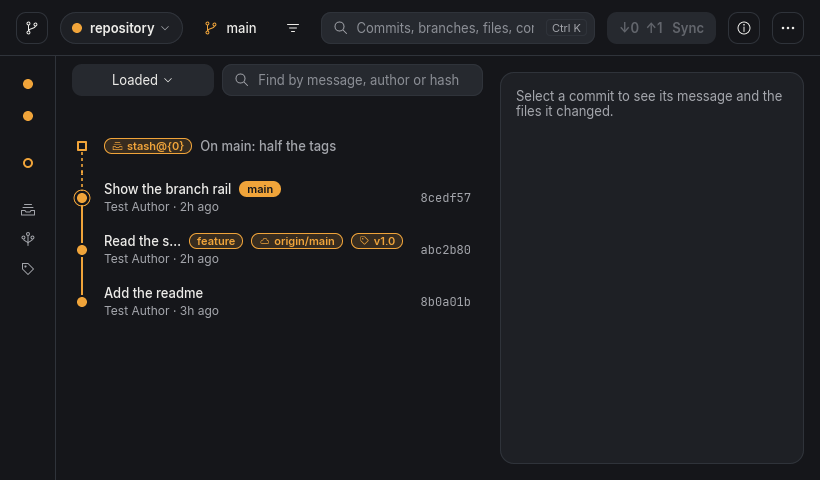 repository
main
Commits, branches, files, cor
Ctrl K
↓0 ↑1 Sync
Loaded
Find by message, author or hash
stash@{0} On main: half the tags
Show the branch rail main
Test Author · 2h ago
8cedf57
Read the s... feature origin/main v1.0
Test Author · 2h ago
abc2b80
Add the readme
Test Author · 3h ago
8b0a01b
Select a commit to see its message and the
files it changed.